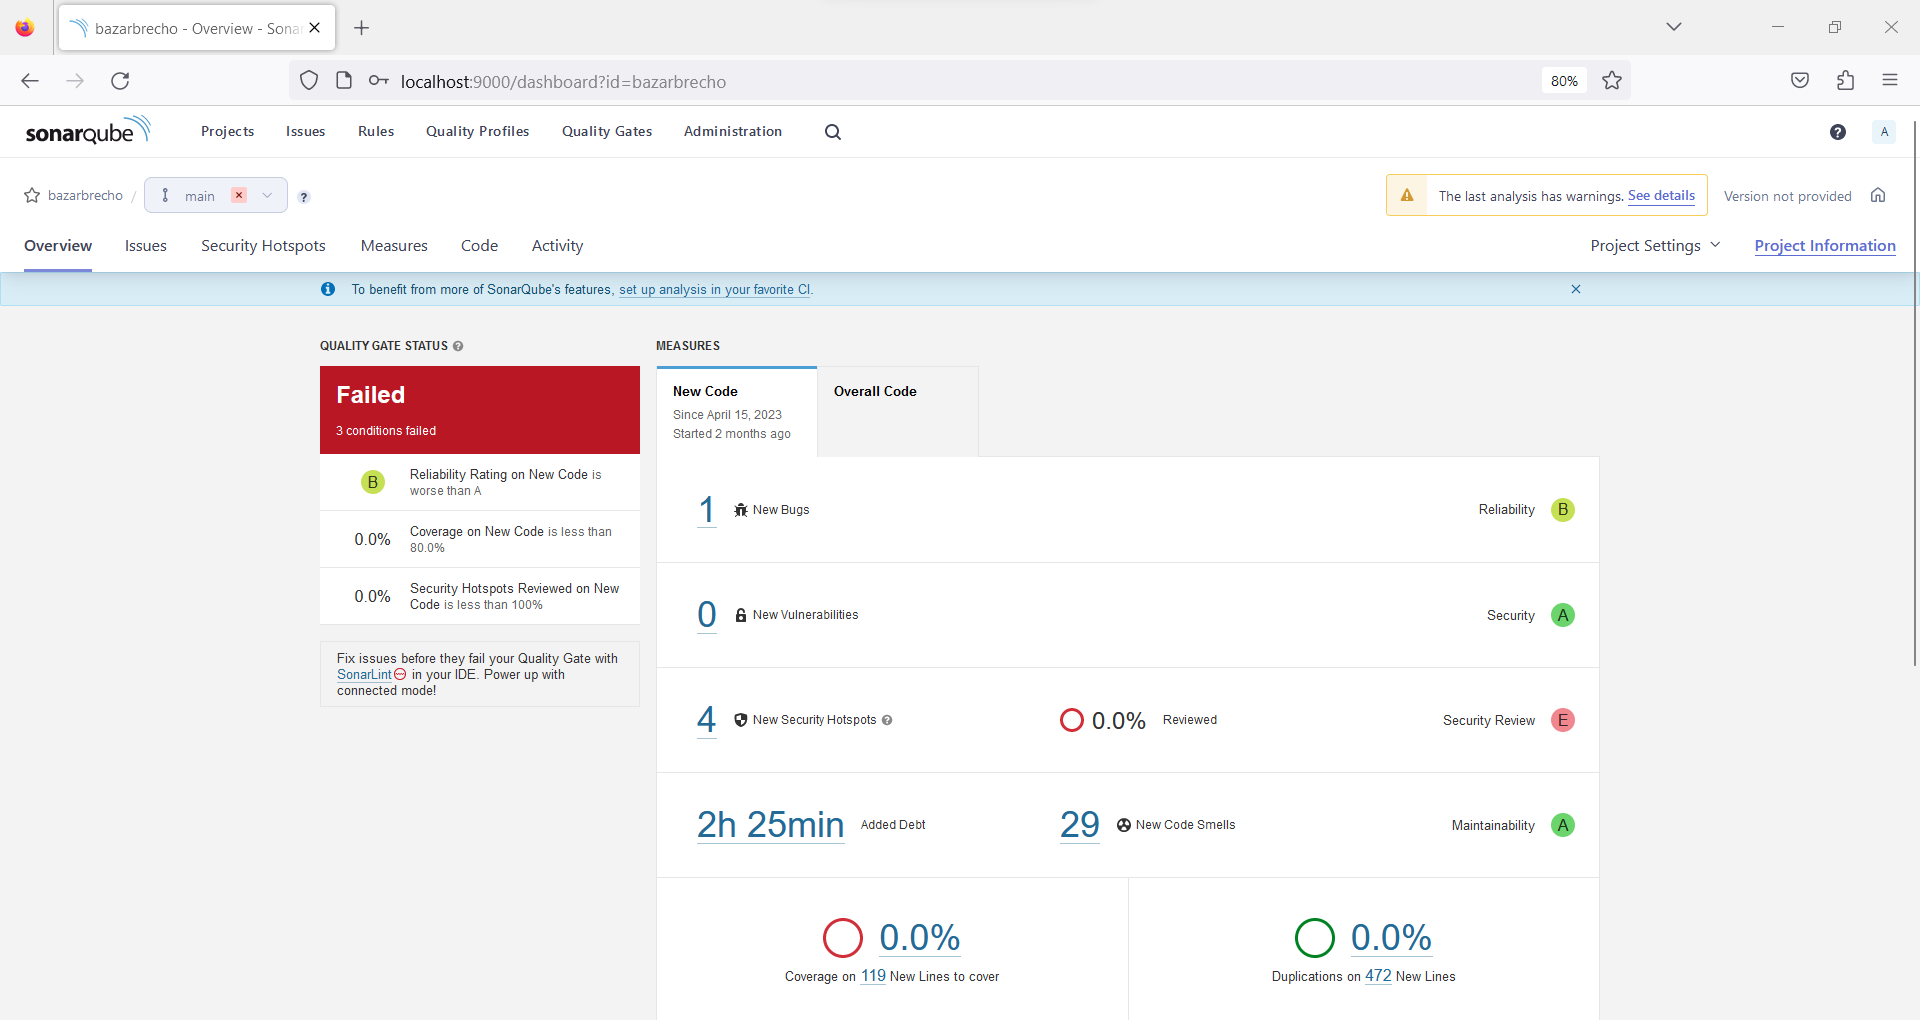 bazarbrecho - Overview - Sona
localhost:9000/dashboard?id=bazarbrecho
80%
sonarqube
Projects
Issues
Rules
Quality Profiles
Quality Gates
Administration
?
A
bazarbrecho /
main
?
The last analysis has warnings. See details
Version not provided
Overview
Issues
Security Hotspots
Measures
Code
Activity
Project Settings
Project Information
To benefit from more of SonarQube's features, set up analysis in your favorite CI.
QUALITY GATE STATUS ?
Failed
3 conditions failed
B
Reliability Rating on New Code is
worse than A
0.0%
Coverage on New Code is less than
80.0%
0.0%
Security Hotspots Reviewed on New
Code is less than 100%
Fix issues before they fail your Quality Gate with
SonarLint in your IDE. Power up with
connected mode!
MEASURES
New Code
Since April 15, 2023
Started 2 months ago
Overall Code
1 New Bugs
Reliability B
0 New Vulnerabilities
Security A
4 New Security Hotspots ?
0.0% Reviewed
Security Review E
2h 25min Added Debt
29 New Code Smells
Maintainability A
0.0%
Coverage on 119 New Lines to cover
0.0%
Duplications on 472 New Lines